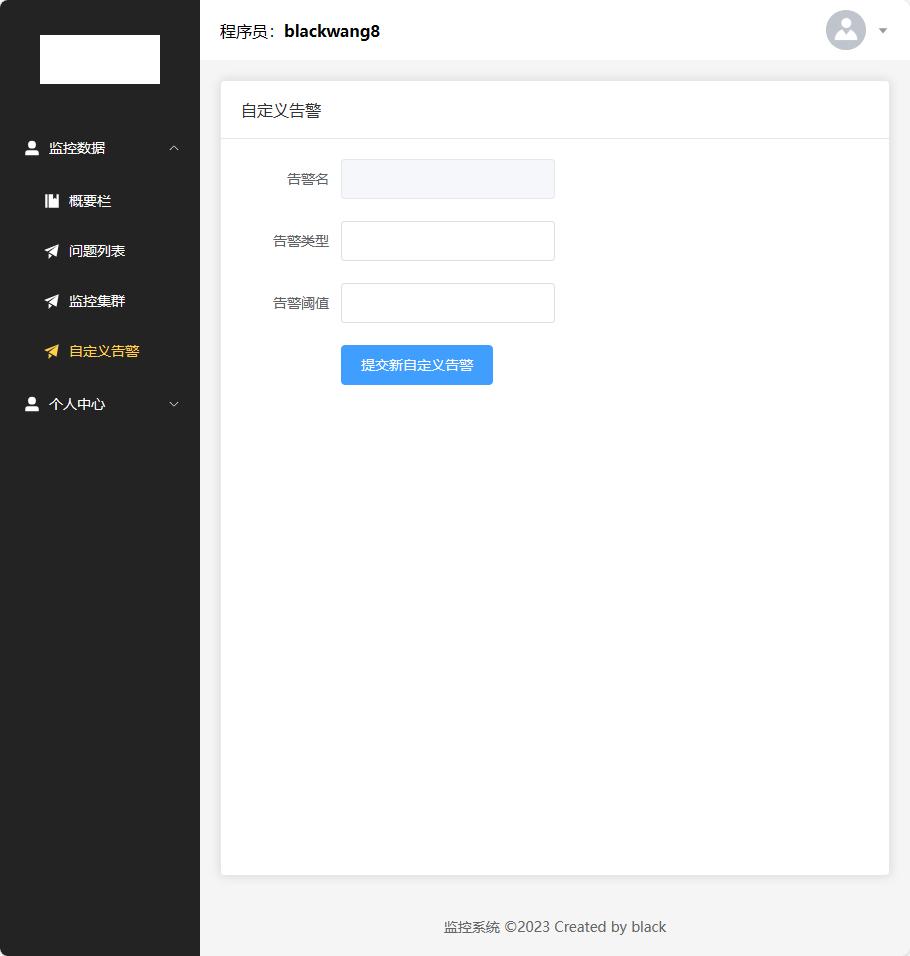 程序员：blackwang8
监控数据
概要栏
问题列表
监控集群
自定义告警
个人中心
自定义告警
告警名
告警类型
告警阈值
提交新自定义告警
监控系统 ©2023 Created by black